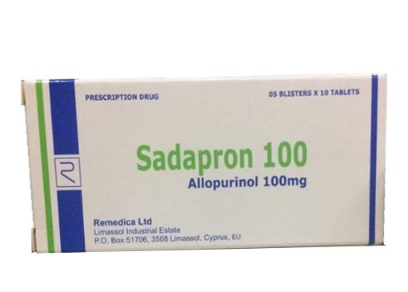 PRESCRIPTION DRUG
05 BLISTERS X 10 TABLETS
Sadapron 100
Allopurinol 100mg
Remedica Ltd
Limassol Industrial Estate
P.O. Box 51706, 3508 Limassol, Cyprus, EU